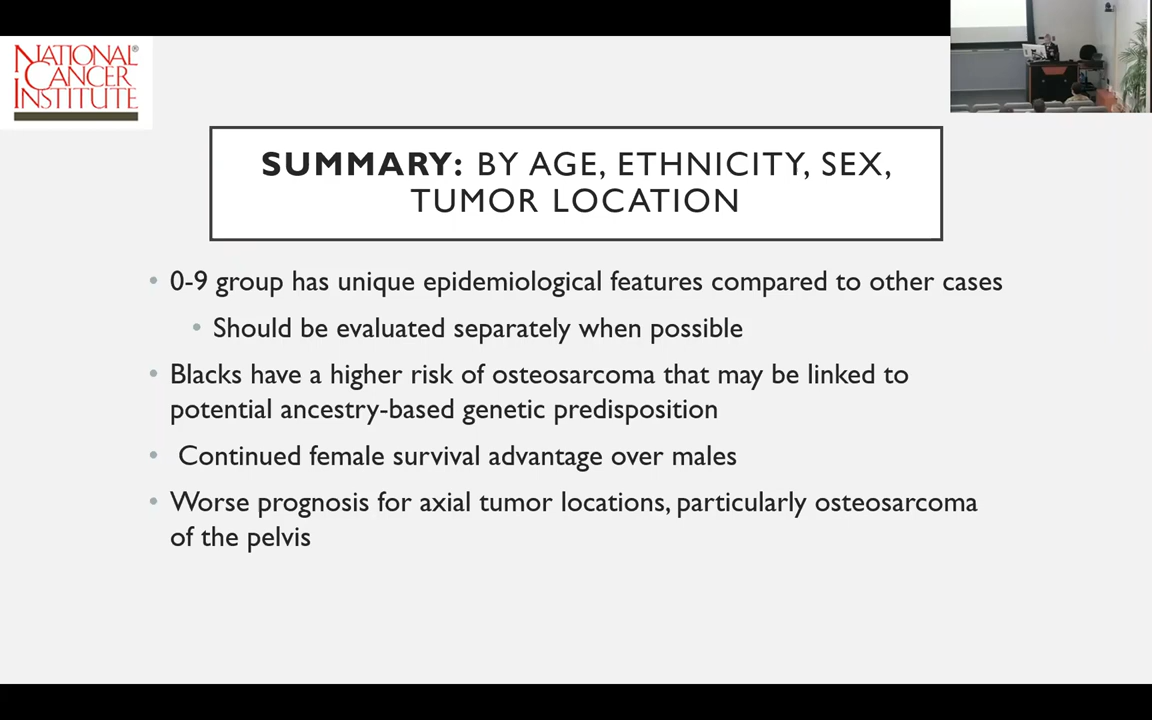 NATIONAL®
CANCER
INSTITUTE
SUMMARY: BY AGE, ETHNICITY, SEX,
TUMOR LOCATION
• 0-9 group has unique epidemiological features compared to other cases
• Should be evaluated separately when possible
• Blacks have a higher risk of osteosarcoma that may be linked to
potential ancestry-based genetic predisposition
• Continued female survival advantage over males
• Worse prognosis for axial tumor locations, particularly osteosarcoma
of the pelvis